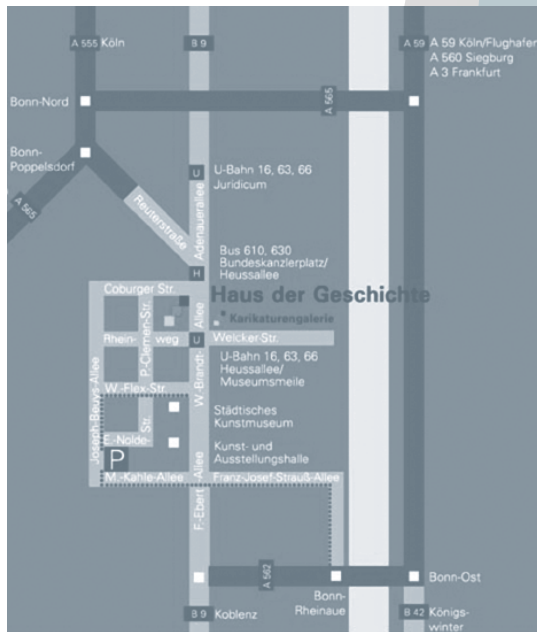 A 555 Köln
B 9
A 59
A 59 Köln/Flughafen
A 560 Siegburg
A 3 Frankfurt
Bonn-Nord
A 565
Bonn-
Poppelsdorf
U
U-Bahn 16, 63, 66
Juridicum
A 565
Reuterstraße
Adenauerallee
Bus 610, 630
Bundeskanzlerplatz/
Heussallee
H
Coburger Str.
Haus der Geschichte
Karikaturengalerie
P.-Clemen-Str.
Allee
Rhein-
weg
U
Welcker-Str.
U-Bahn 16, 63, 66
Heussallee/
Museumsmeile
W.-Brandt-
Joseph-Beuys-Allee
W.-Flex-Str.
Städtisches
Kunstmuseum
Str.
E.-Nolde-
Kunst- und
Ausstellungshalle
P
M.-Kahle-Allee
Franz-Josef-Strauß-Allee
F.-Ebert-Allee
A 562
Bonn-Ost
Bonn-
Rheinaue
B 9 Koblenz
B 42 Königs-
winter